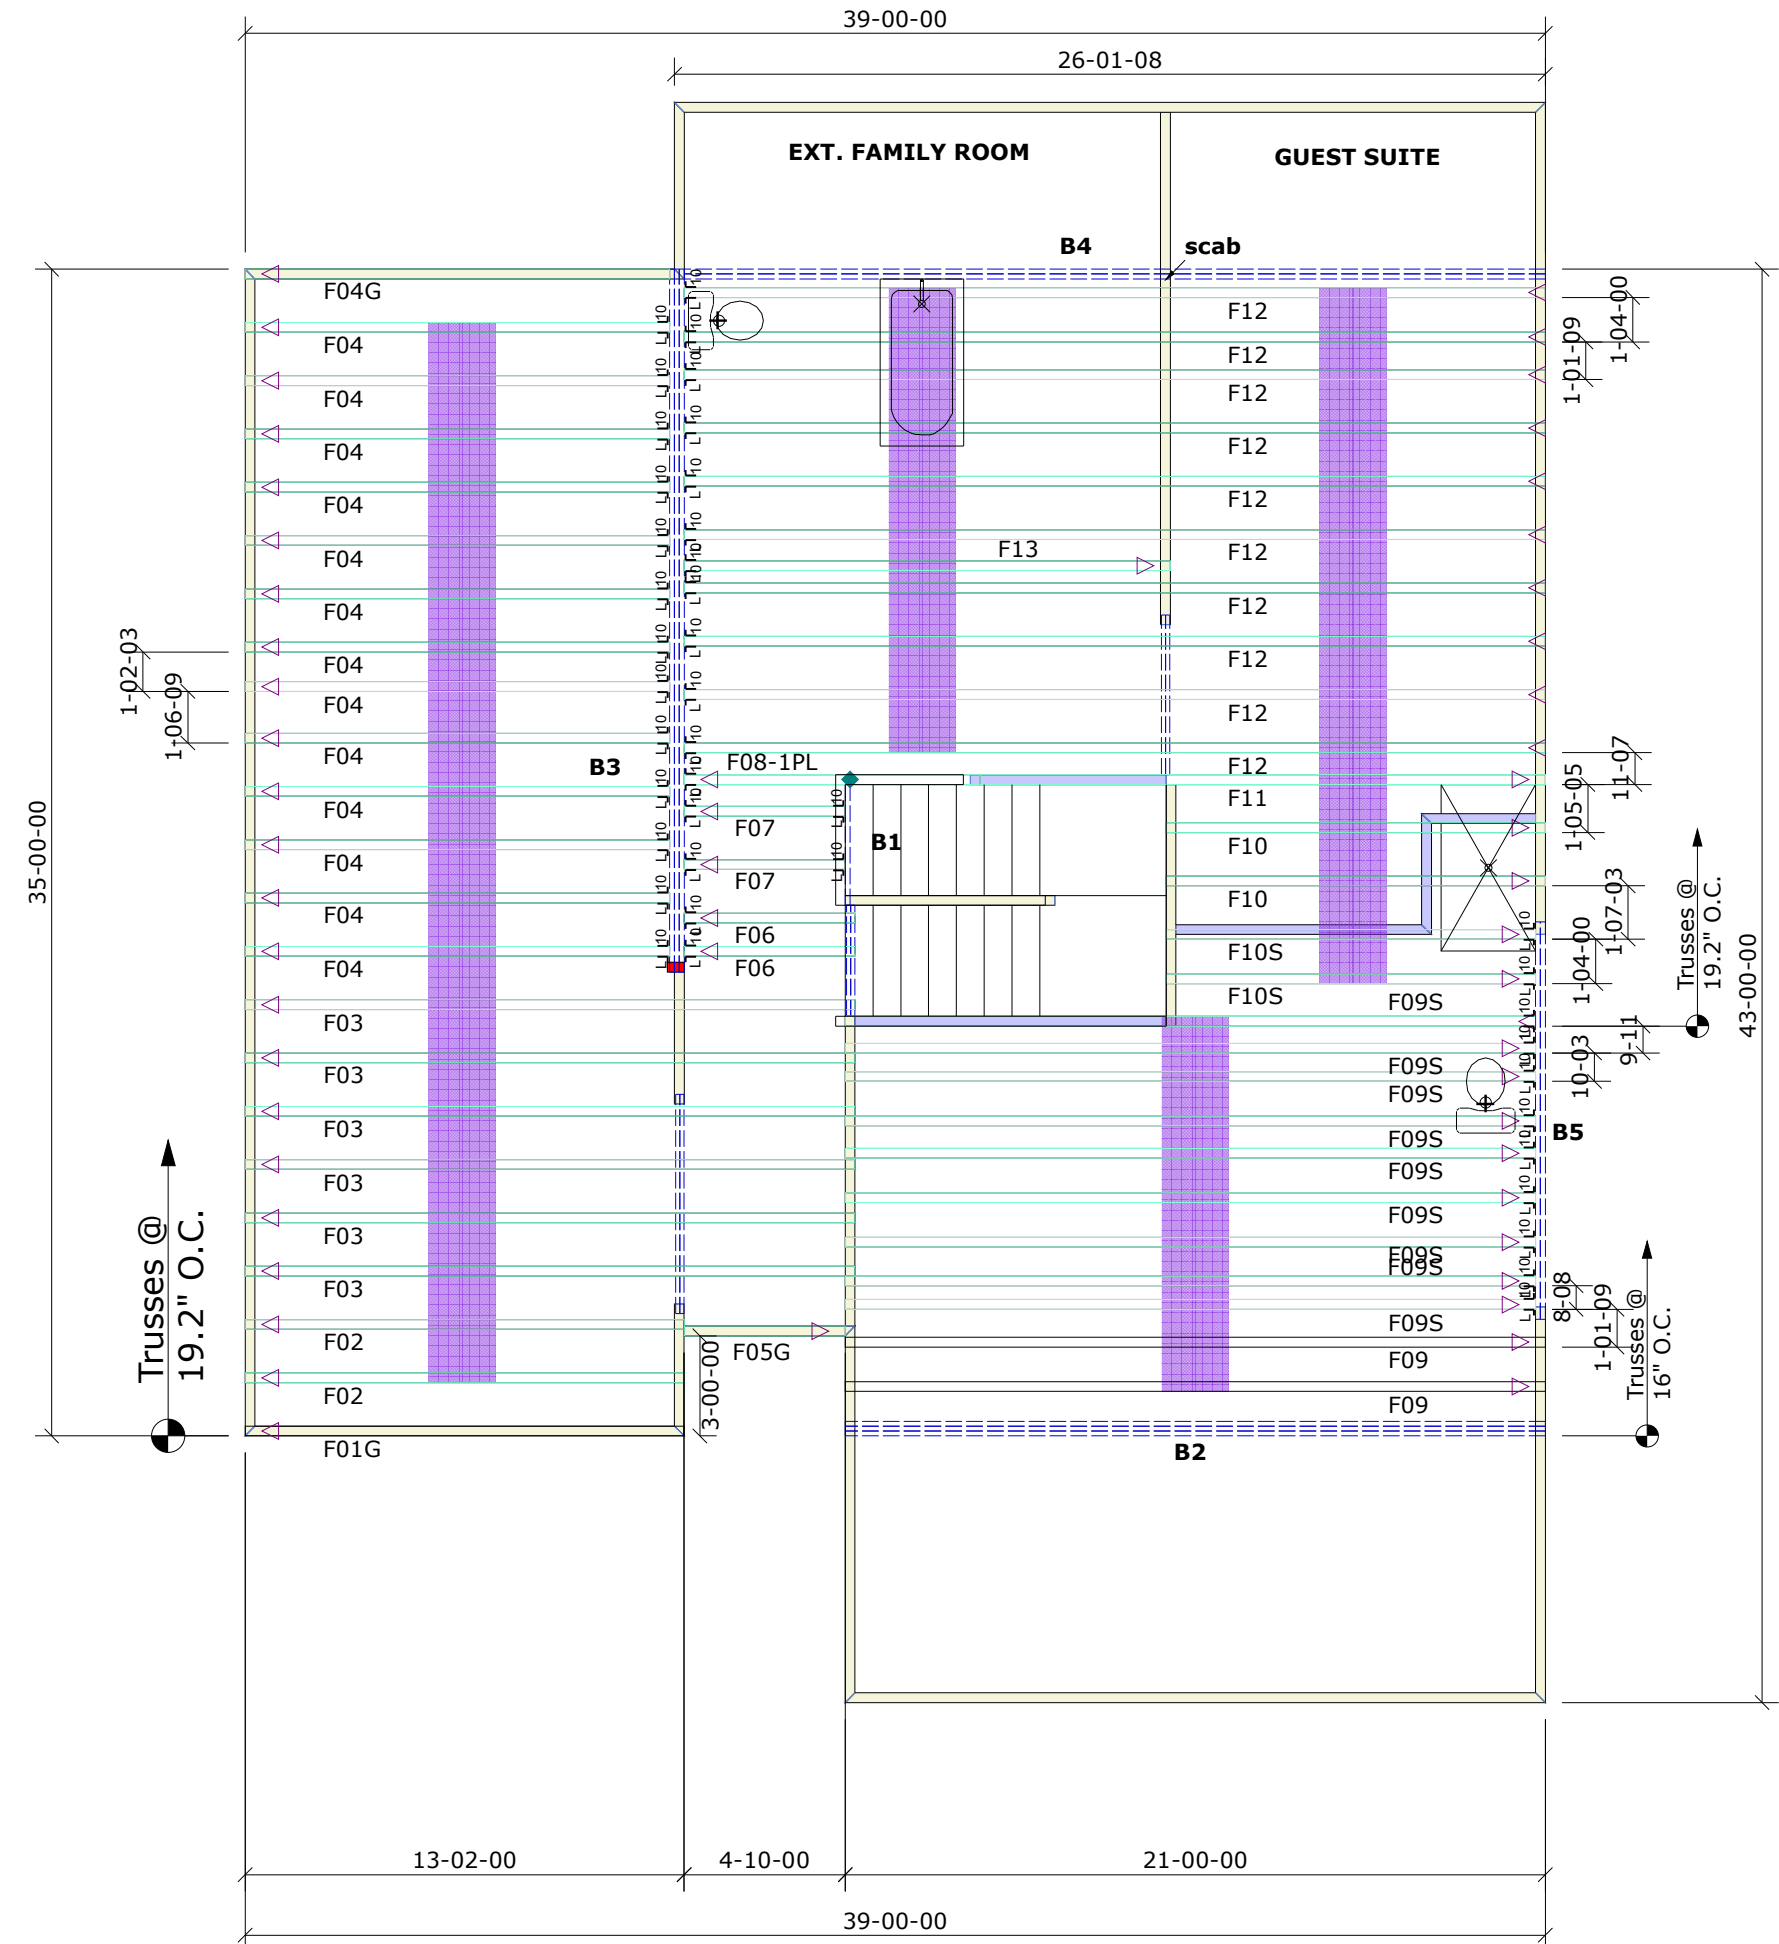 39-00-00
26-01-08
EXT. FAMILY ROOM
GUEST SUITE
B4
scab
F04G
F04
F04
F04
F04
F04
F04
F04
F04
F04
F04
F04
F04
F04
F03
F03
F03
F03
F03
F03
F02
F02
F01G
35-00-00
1-02-03
1-06-09
Trusses @
19.2" O.C.
B3
F13
F08-1PL
F07
F07
F06
F06
F05G
3-00-00
B1
F12
F12
F12
F12
F12
F12
F12
F12
F12
F12
F11
F10
F10
F10S
F10S
F09S
F09S
F09S
F09S
F09S
F09S
F09S
F09S
F09S
F09
F09
B2
B5
1-04-00
1-01-09
11-07
1-05-05
1-07-03
1-04-00
9-11
10-03
8-08
1-01-09
Trusses @
19.2" O.C.
Trusses @
16" O.C.
43-00-00
13-02-00
4-10-00
21-00-00
39-00-00